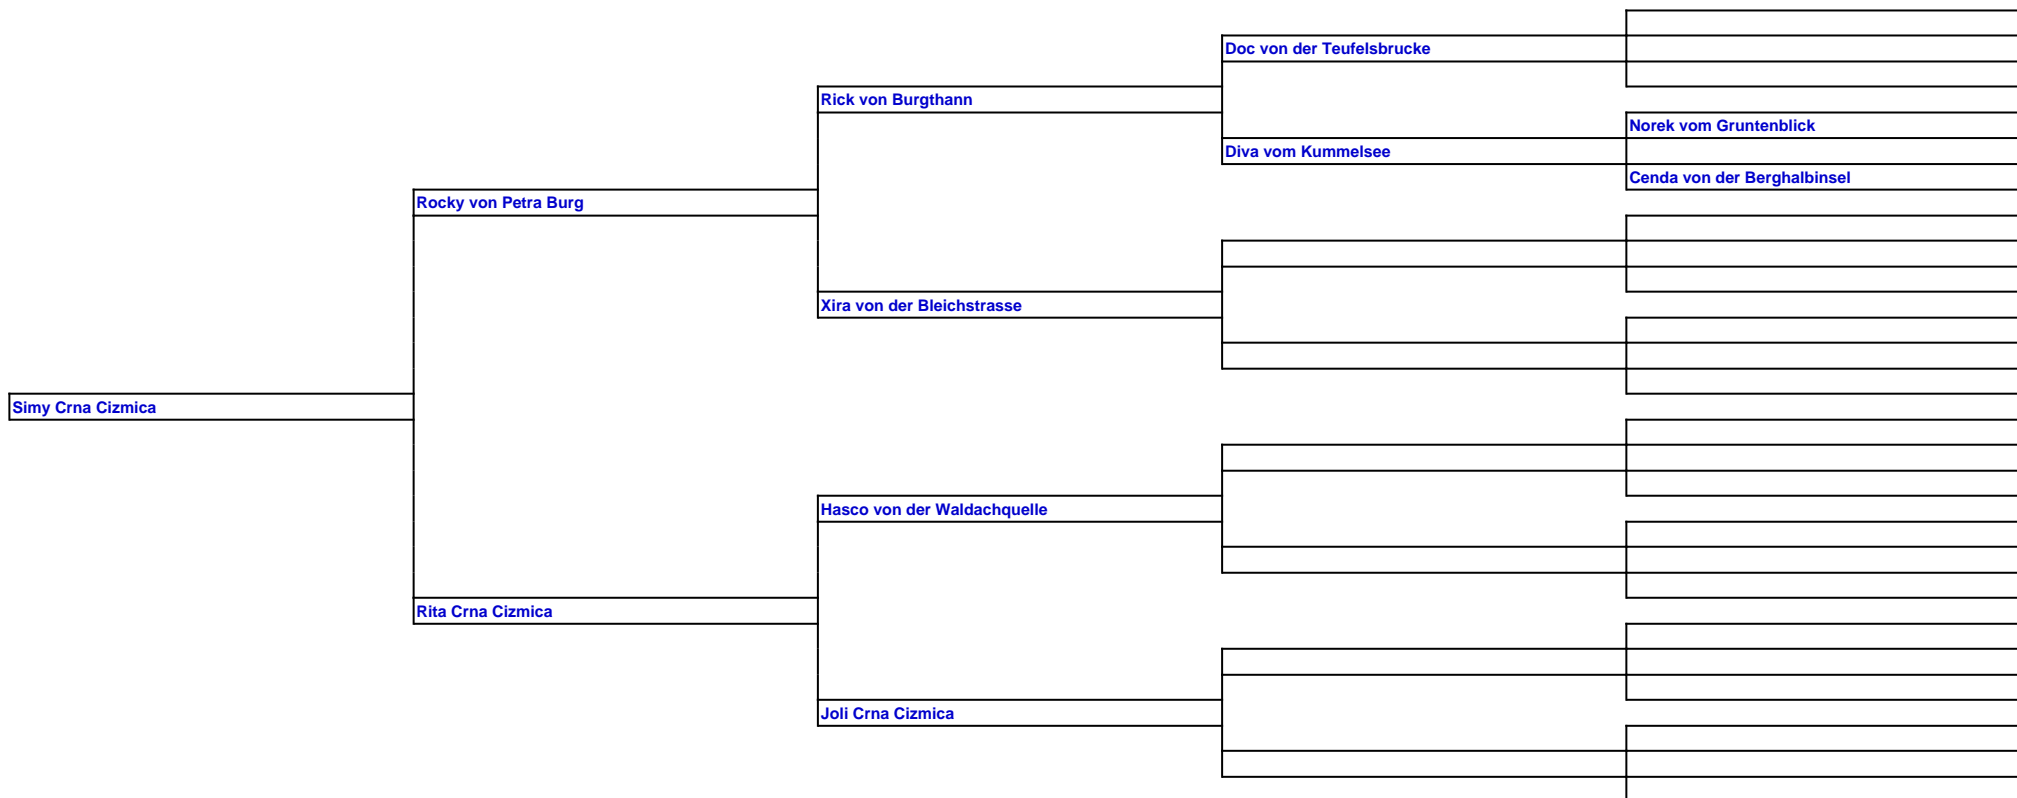 Doc von der Teufelsbrucke
Rick von Burgthann
Norek vom Gruntenblick
Diva vom Kummelsee
Cenda von der Berghalbinsel
Rocky von Petra Burg
Xira von der Bleichstrasse
Simy Crna Cizmica
Hasco von der Waldachquelle
Rita Crna Cizmica
Joli Crna Cizmica